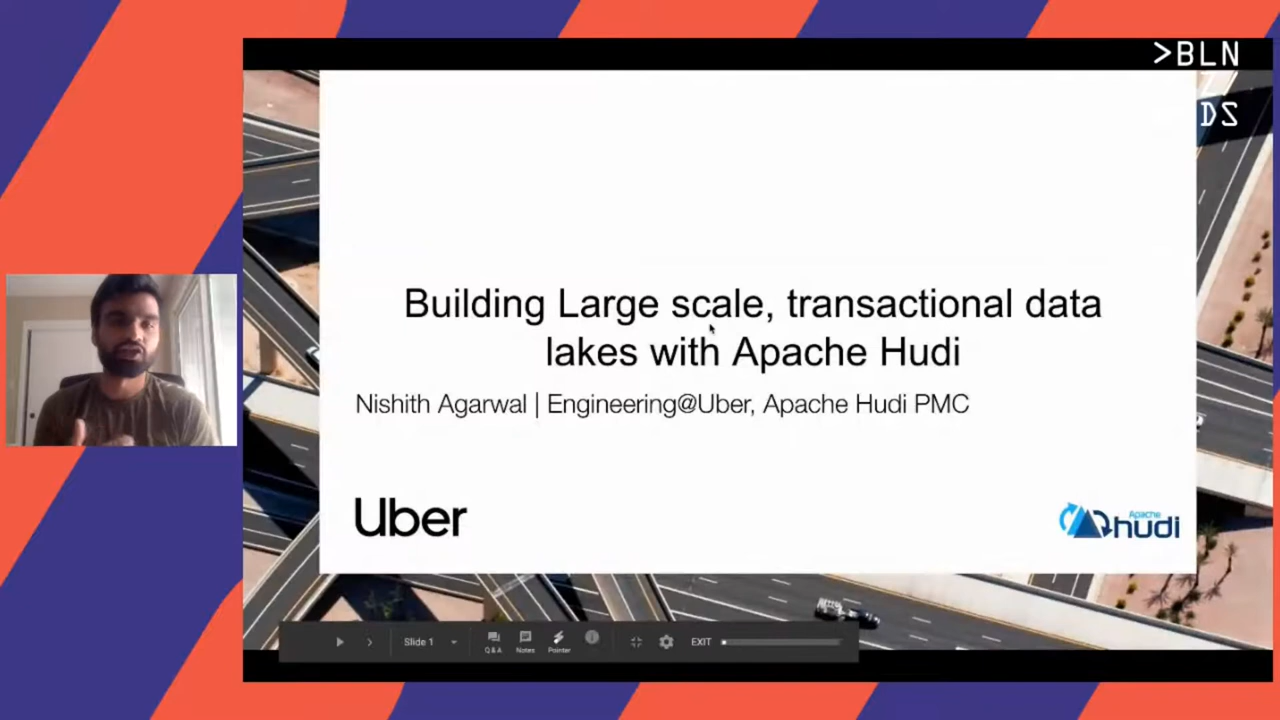 >BLN
DS
Building Large scale, transactional data
lakes with Apache Hudi
Nishith Agarwal | Engineering@Uber, Apache Hudi PMC
Uber
Apache
hudi
Slide 1
Q & A
Notes
Pointer
EXIT